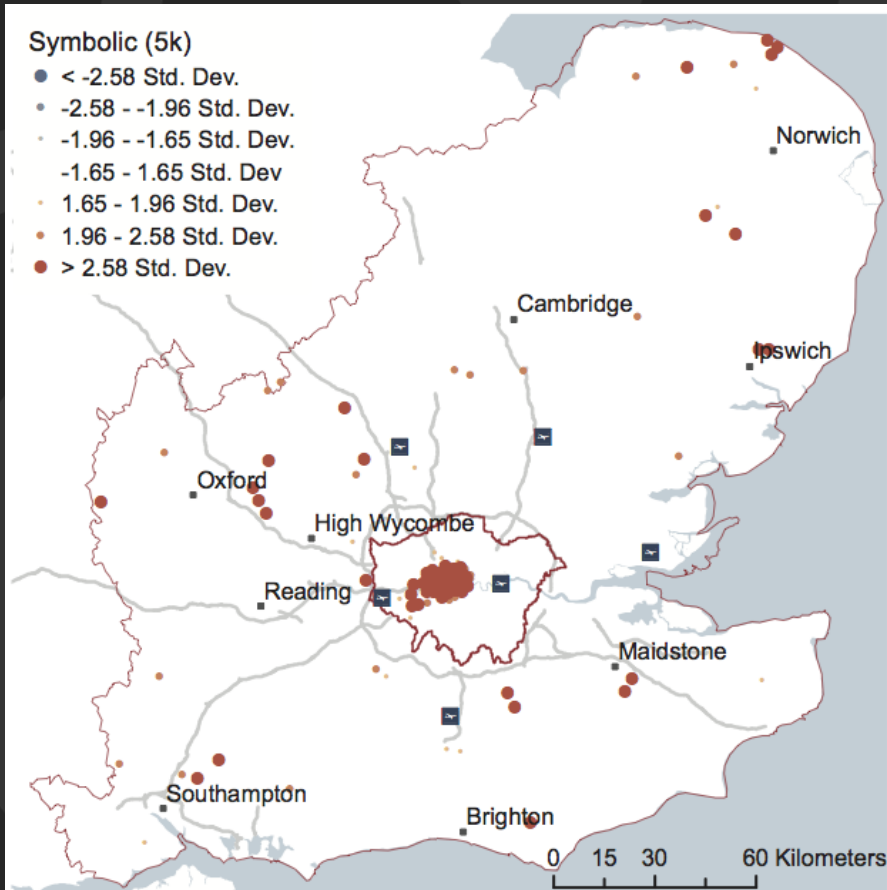 Symbolic (5k)
< -2.58 Std. Dev.
-2.58 - -1.96 Std. Dev.
-1.96 - -1.65 Std. Dev.
-1.65 - 1.65 Std. Dev
1.65 - 1.96 Std. Dev.
1.96 - 2.58 Std. Dev.
> 2.58 Std. Dev.
Norwich
Cambridge
Ipswich
Oxford
High Wycombe
Reading
Maidstone
Southampton
Brighton
0 15 30 60 Kilometers